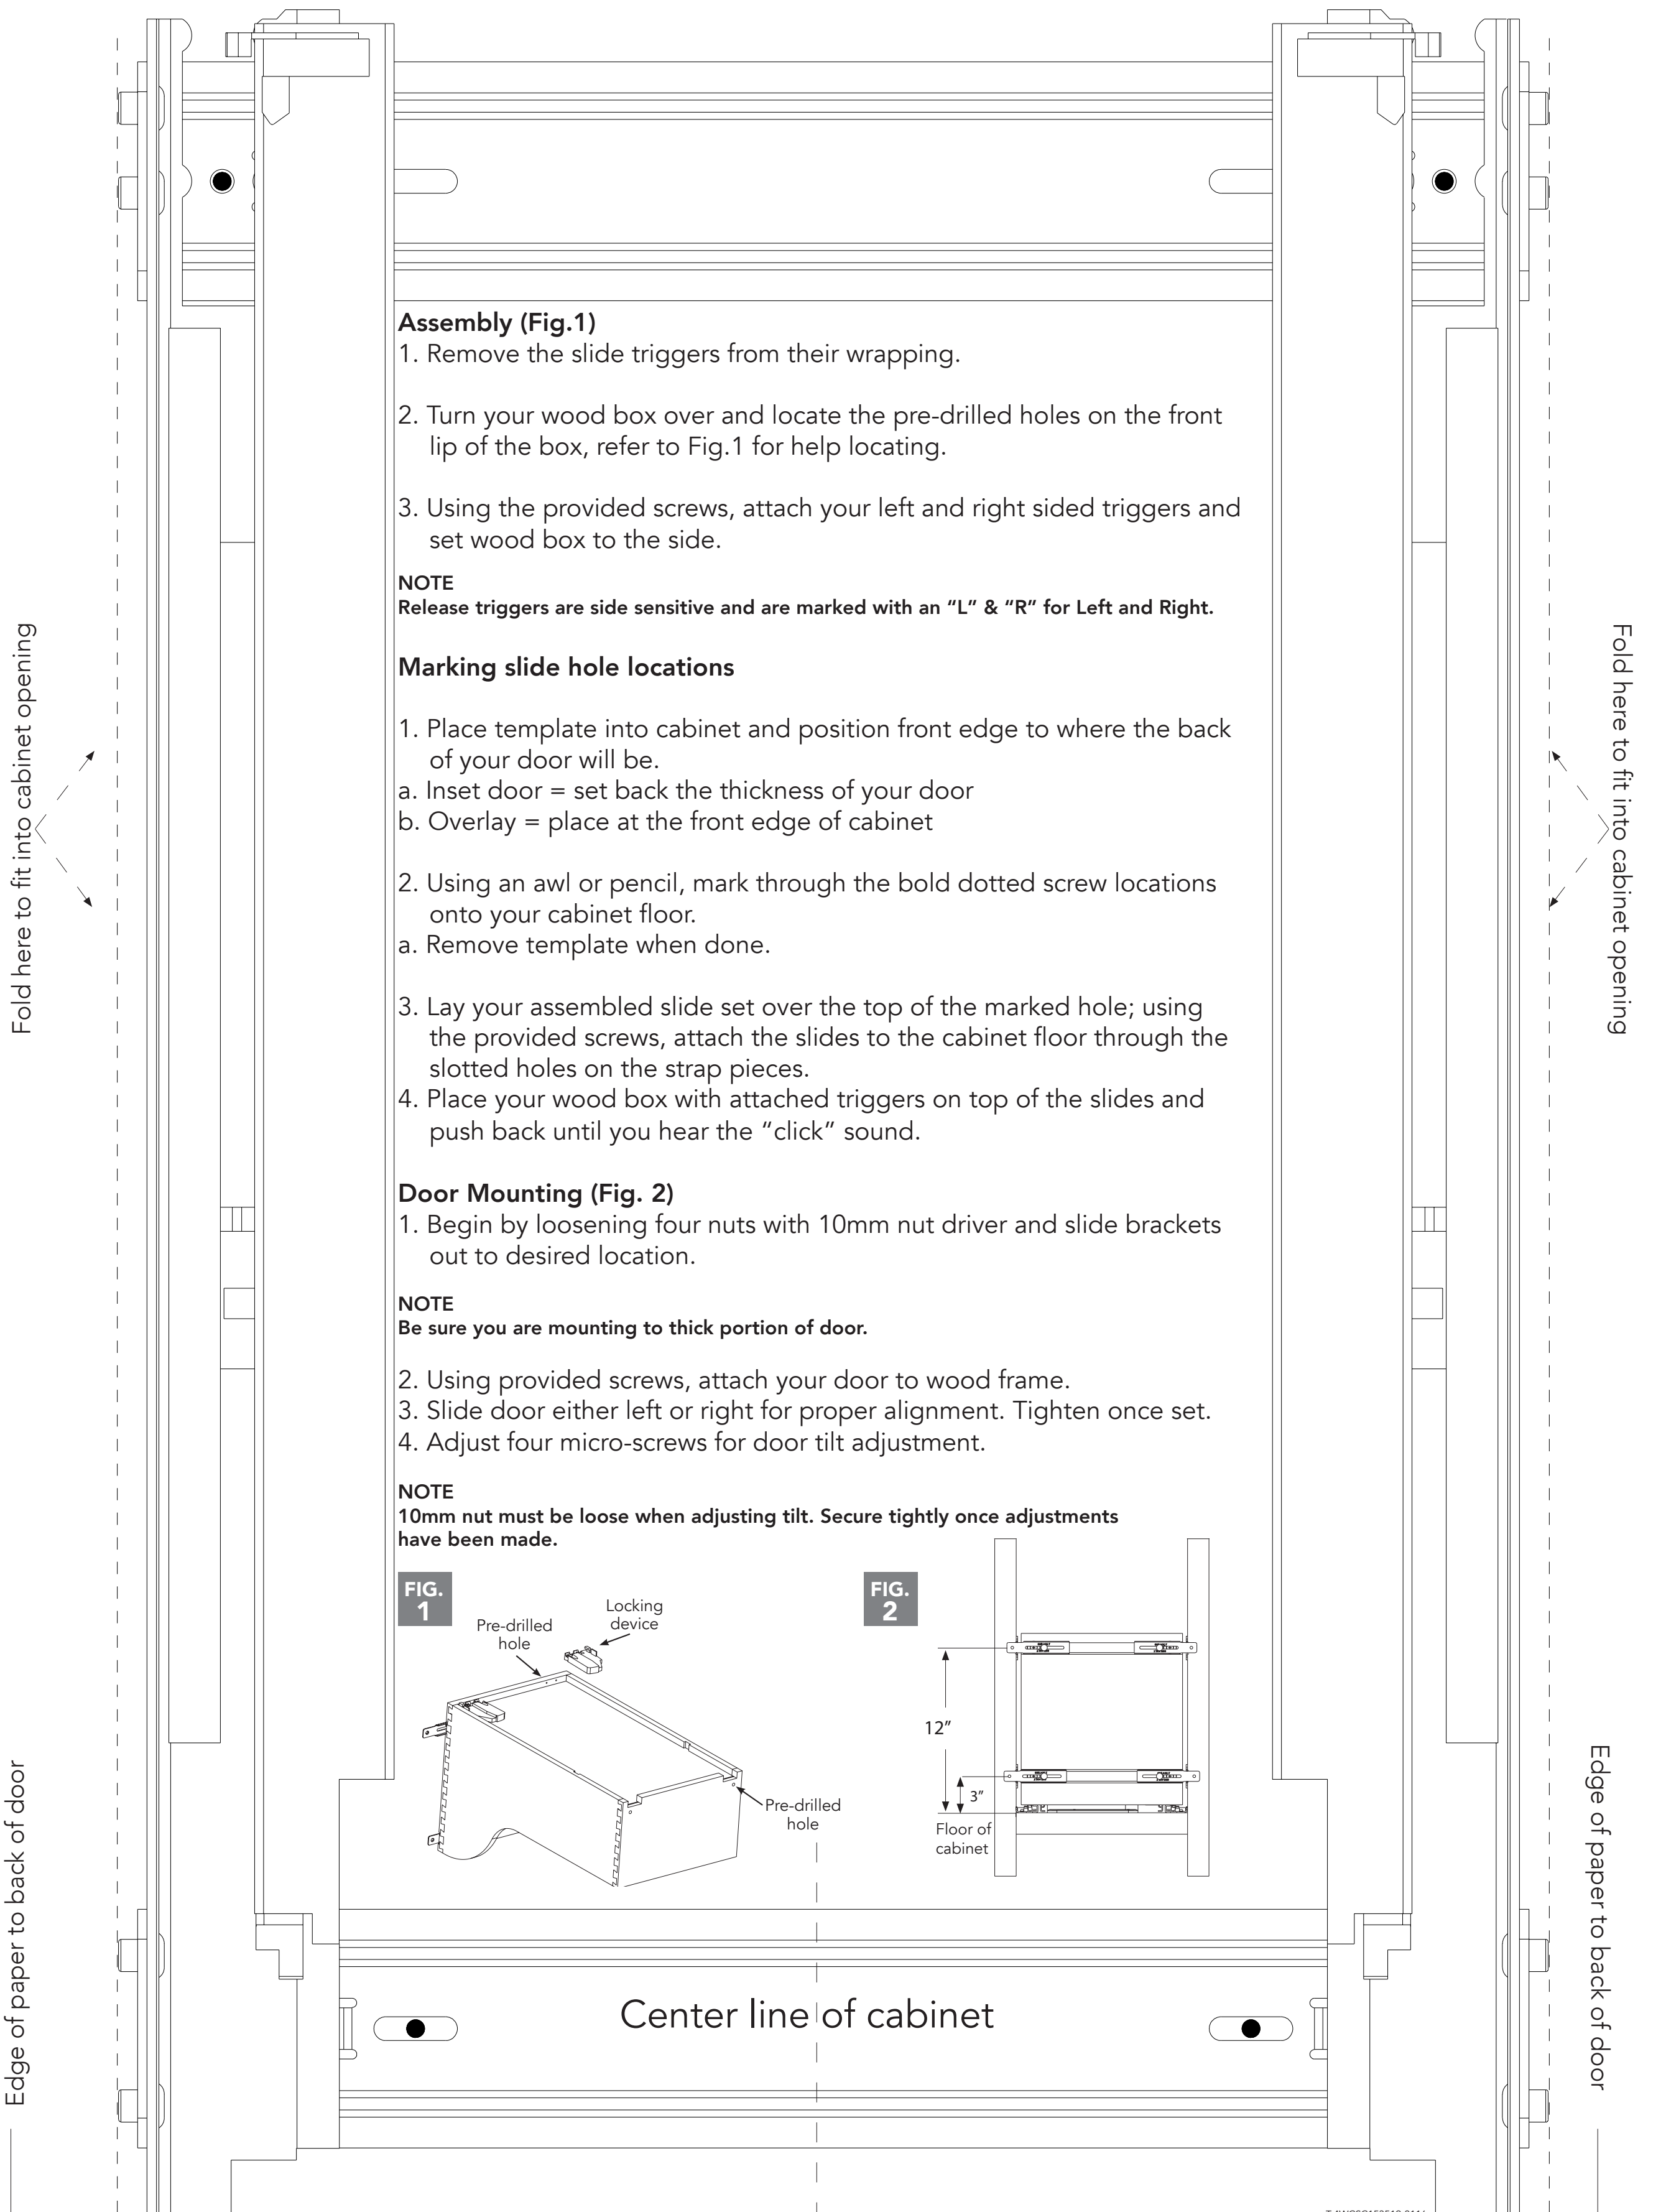 Assembly (Fig.1)
1. Remove the slide triggers from their wrapping.
2. Turn your wood box over and locate the pre-drilled holes on the front
lip of the box, refer to Fig.1 for help locating.
3. Using the provided screws, attach your left and right sided triggers and
set wood box to the side.
NOTE
Release triggers are side sensitive and are marked with an “L” & “R” for Left and Right.
Marking slide hole locations
1. Place template into cabinet and position front edge to where the back
of your door will be.
a. Inset door = set back the thickness of your door
b. Overlay = place at the front edge of cabinet
2. Using an awl or pencil, mark through the bold dotted screw locations
onto your cabinet floor.
a. Remove template when done.
3. Lay your assembled slide set over the top of the marked hole; using
the provided screws, attach the slides to the cabinet floor through the
slotted holes on the strap pieces.
4. Place your wood box with attached triggers on top of the slides and
push back until you hear the “click” sound.
Door Mounting (Fig. 2)
1. Begin by loosening four nuts with 10mm nut driver and slide brackets
out to desired location.
NOTE
Be sure you are mounting to thick portion of door.
2. Using provided screws, attach your door to wood frame.
3. Slide door either left or right for proper alignment. Tighten once set.
4. Adjust four micro-screws for door tilt adjustment.
NOTE
10mm nut must be loose when adjusting tilt. Secure tightly once adjustments
have been made.
FIG.
1
Pre-drilled
hole
Locking
device
Pre-drilled
hole
FIG.
2
12”
3”
Floor of
cabinet
Center line of cabinet
Fold here to fit into cabinet opening
Edge of paper to back of door
Fold here to fit into cabinet opening
Edge of paper to back of door